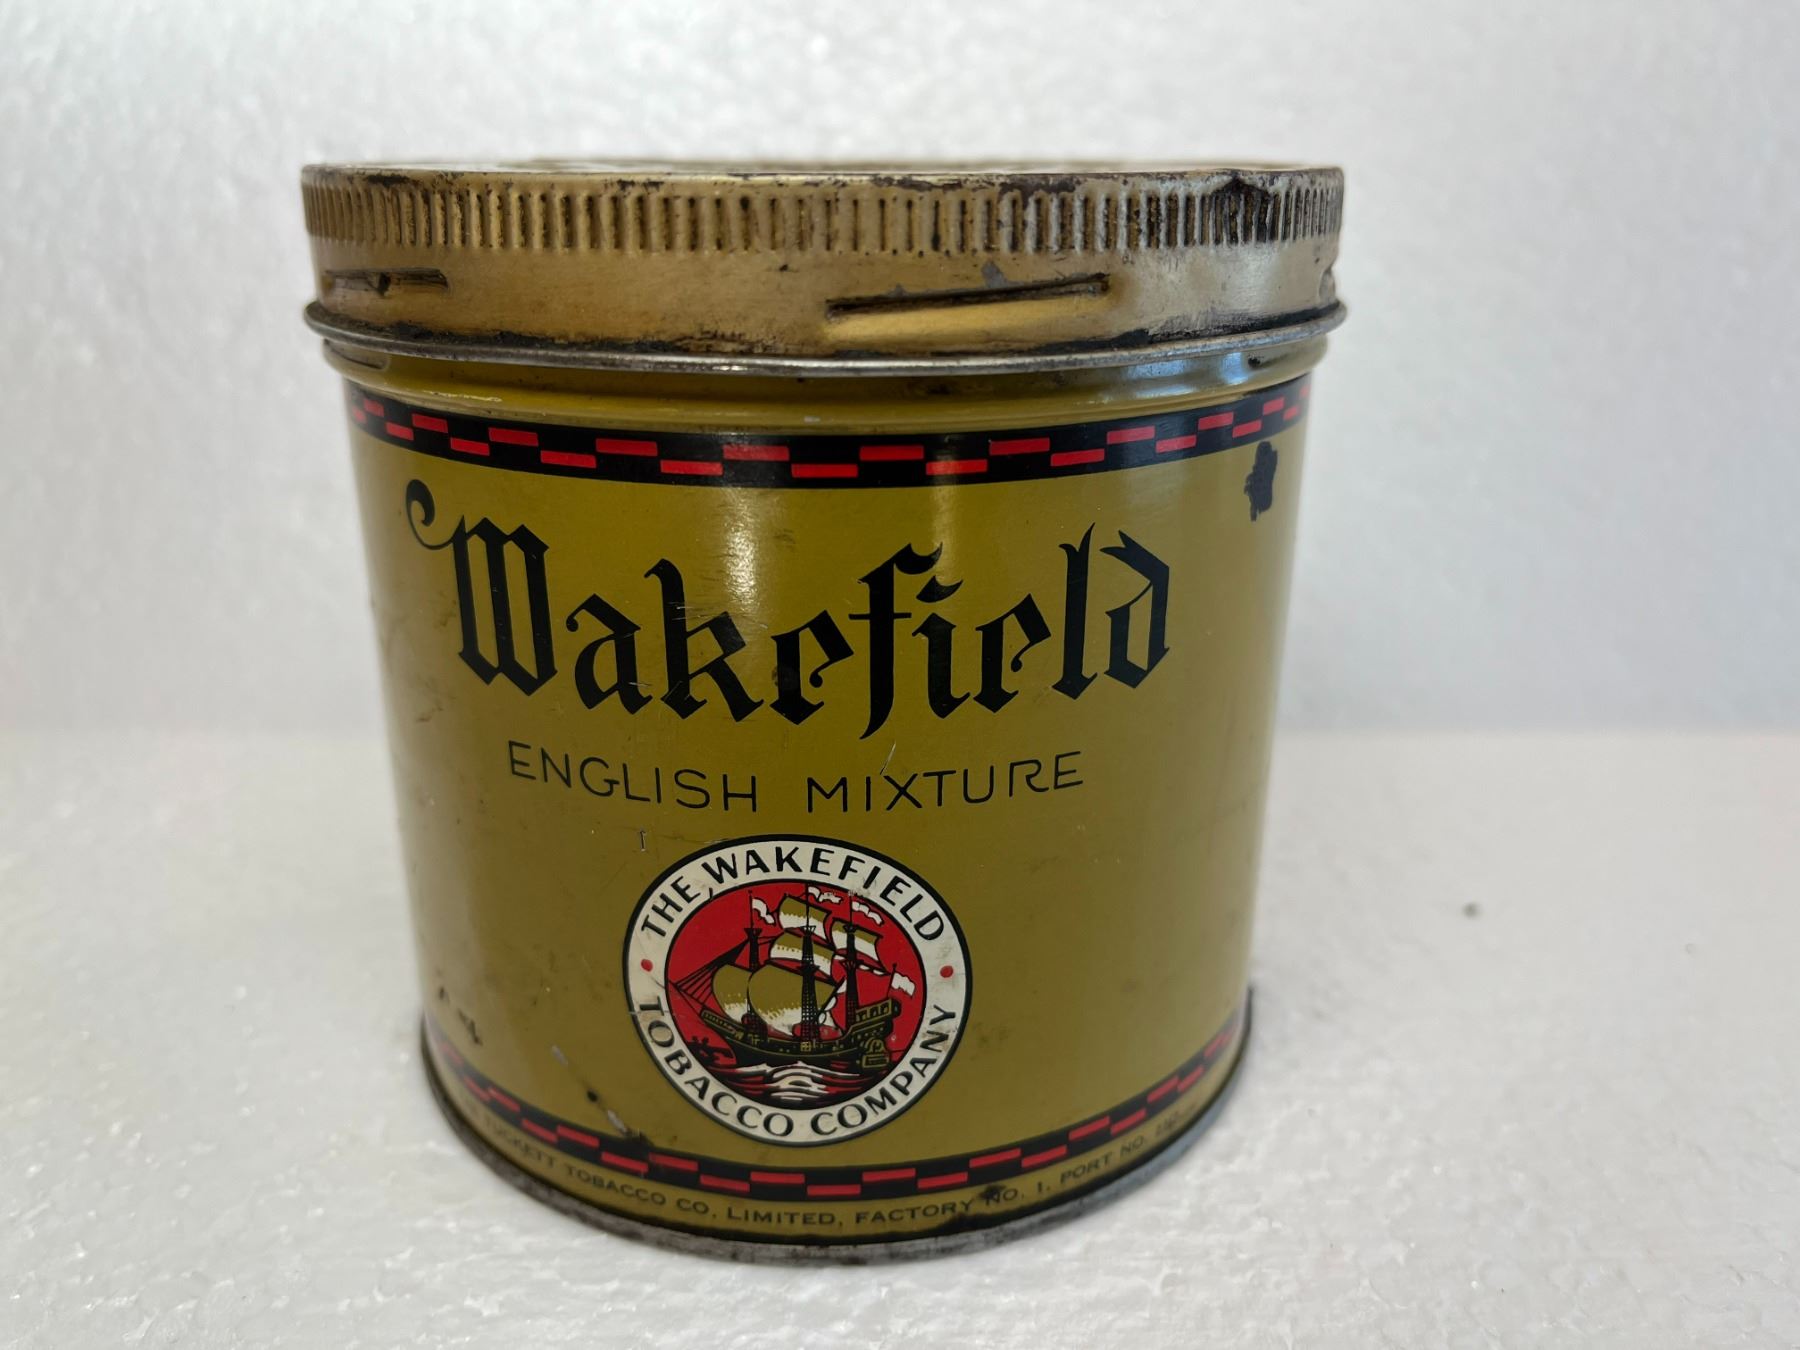 Wakefield
ENGLISH MIXTURE
THE WAKEFIELD
TOBACCO COMPANY
TUCKETT TOBACCO CO. LIMITED, FACTORY NO. 1. PORT NO.